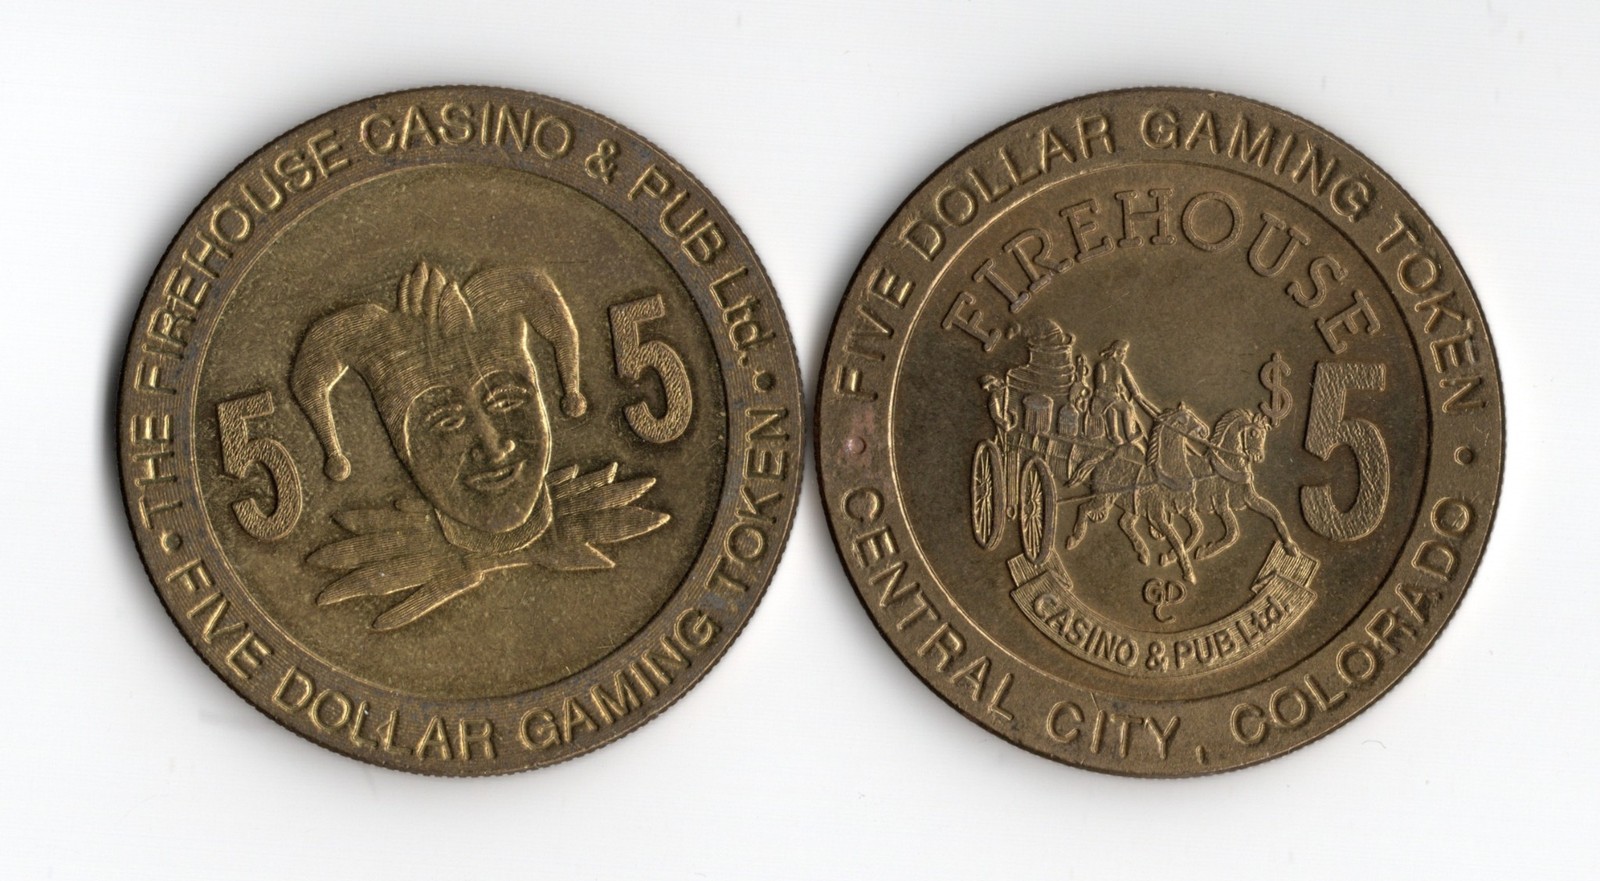 THE FIREHOUSE CASINO & PUB Ltd.
5 5
FIVE DOLLAR GAMING TOKEN
FIVE DOLLAR GAMING TOKEN
FIREHOUSE
$5
GDC
CASINO & PUB Ltd.
CENTRAL CITY, COLORADO